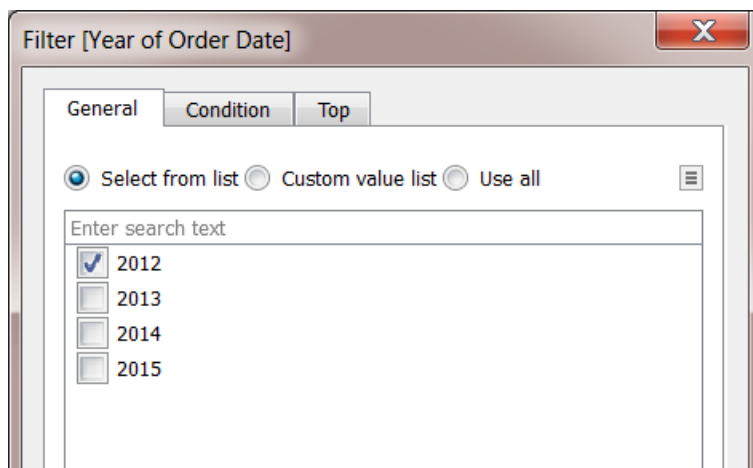 Filter [Year of Order Date]
General Condition Top
Select from list Custom value list Use all
Enter search text
2012
2013
2014
2015